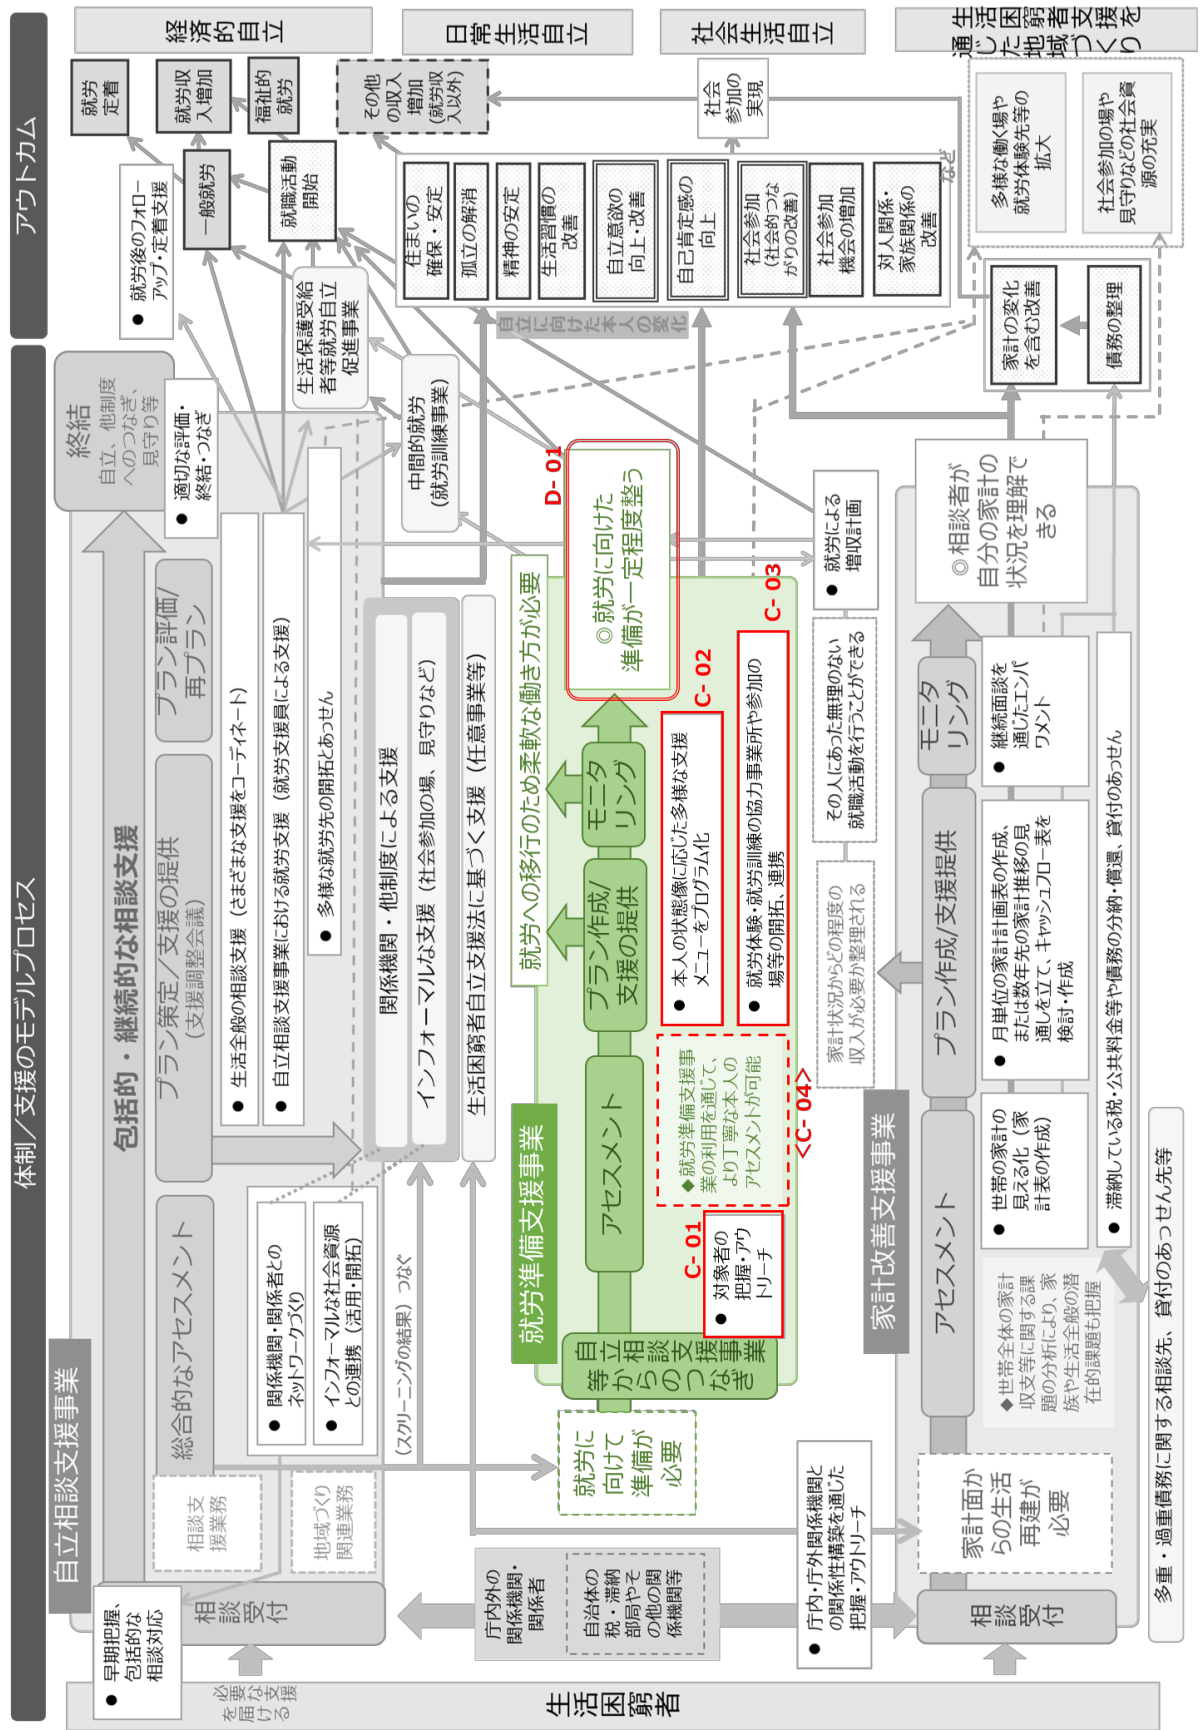 体制／支援のモデルプロセス
アウトカム
生活困窮者
必要な支援
を届ける
自立相談支援事業
● 早期把握、
包括的な
相談対応
相談受付
相談支
援業務
地域づくり
関連業務
包括的・継続的な相談支援
総合的なアセスメント
プラン策定／支援の提供
（支援調整会議）
プラン評価/
再プラン
終結
自立、他制度
へのつなぎ、
見守り等
● 適切な評価・
終結・つなぎ
● 関係機関・関係者との
ネットワークづくり
● インフォーマルな社会資源
との連携（活用・開拓）
● 生活全般の相談支援（さまざまな支援をコーディネート）
● 自立相談支援事業における就労支援（就労支援員による支援）
● 多様な就労先の開拓とあっせん
関係機関・他制度による支援
インフォーマルな支援（社会参加の場、見守りなど）
生活困窮者自立支援法に基づく支援（任意事業等）
（スクリーニングの結果）つなぐ
庁内外の
関係機関・
関係者
自治体の
税・滞納
部局やそ
の他の関
係機関等
就労に
向けて
準備が
必要
就労準備支援事業
就労への移行のため柔軟な働き方が必要
自立相談支援事業
等からのつなぎ
アセスメント
プラン作成/
支援の提供
モニタ
リング
◎就労に向けた
準備が一定程度整う
D- 01
C- 01
● 対象者の
把握・アウ
トリーチ
◆就労準備支援事
業の利用を通じて、
より丁寧な本人の
アセスメントが可能
<C- 04>
C- 02
● 本人の状態像に応じた多様な支援
メニューをプログラム化
C- 03
● 就労体験・就労訓練の協力事業所や参加の
場等の開拓、連携
家計状況からどの程度の
収入が必要か整理される
その人にあった無理のない
就職活動を行うことができる
● 就労による
増収計画
● 庁内・庁外関係機関と
の関係性構築を通じた
把握・アウトリーチ
家計改善支援事業
相談
受付
家計面か
らの生活
再建が
必要
アセスメント
プラン作成/支援提供
モニタ
リング
◎相談者が
自分の家計の
状況を理解で
きる
◆世帯全体の家計
収支等に関する課
題の分析により、家
族や生活全般の潜
在的課題も把握
● 世帯の家計の
見える化（家
計表の作成）
● 月単位の家計計画表の作成、
または数年先の家計推移の見
通しを立て、キャッシュフロー表を
検討・作成
● 継続面談を
通じたエンパ
ワメント
● 滞納している税・公共料金等や債務の分納・償還、貸付のあっせん
多重・過重債務に関する相談先、貸付のあっせん先等
経済的自立
日常生活自立
社会生活自立
生活困窮者支援を
通じた地域づくり
就労
定着
就労収
入増加
福祉的
就労
● 就労後のフォロー
アップ・定着支援
一般就労
就職活動
開始
生活保護受給
者等就労自立
促進事業
中間的就労
（就労訓練事業）
その他
の収入
増加
（就労収
入以外）
社会
参加の
実現
自立に向けた本人の変化
住まいの
確保・安定
孤立の解消
精神の安定
生活習慣の
改善
自立意欲の
向上・改善
自己肯定感の
向上
社会参加
（社会的つな
がりの改善）
社会参加
機会の増加
対人関係・
家族関係の
改善
など
家計の変化
を含む改善
債務の整理
多様な働く場や
就労体験先等の
拡大
社会参加の場や
見守りなどの社会資
源の充実